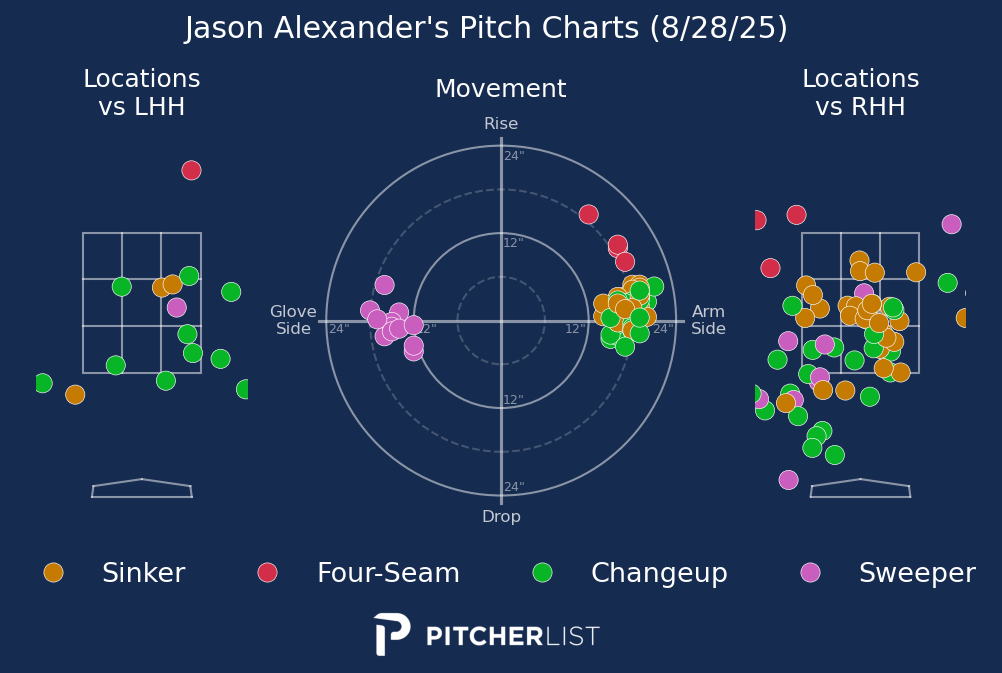 Jason Alexander's Pitch Charts (8/28/25)
Locations
vs LHH
Movement
Locations
vs RHH
Rise
24"
12"
Glove
Side
24"
2"
12"
24"
Arm
Side
12"
24"
Drop
Sinker
Four-Seam
Changeup
Sweeper
PITCHERLIST